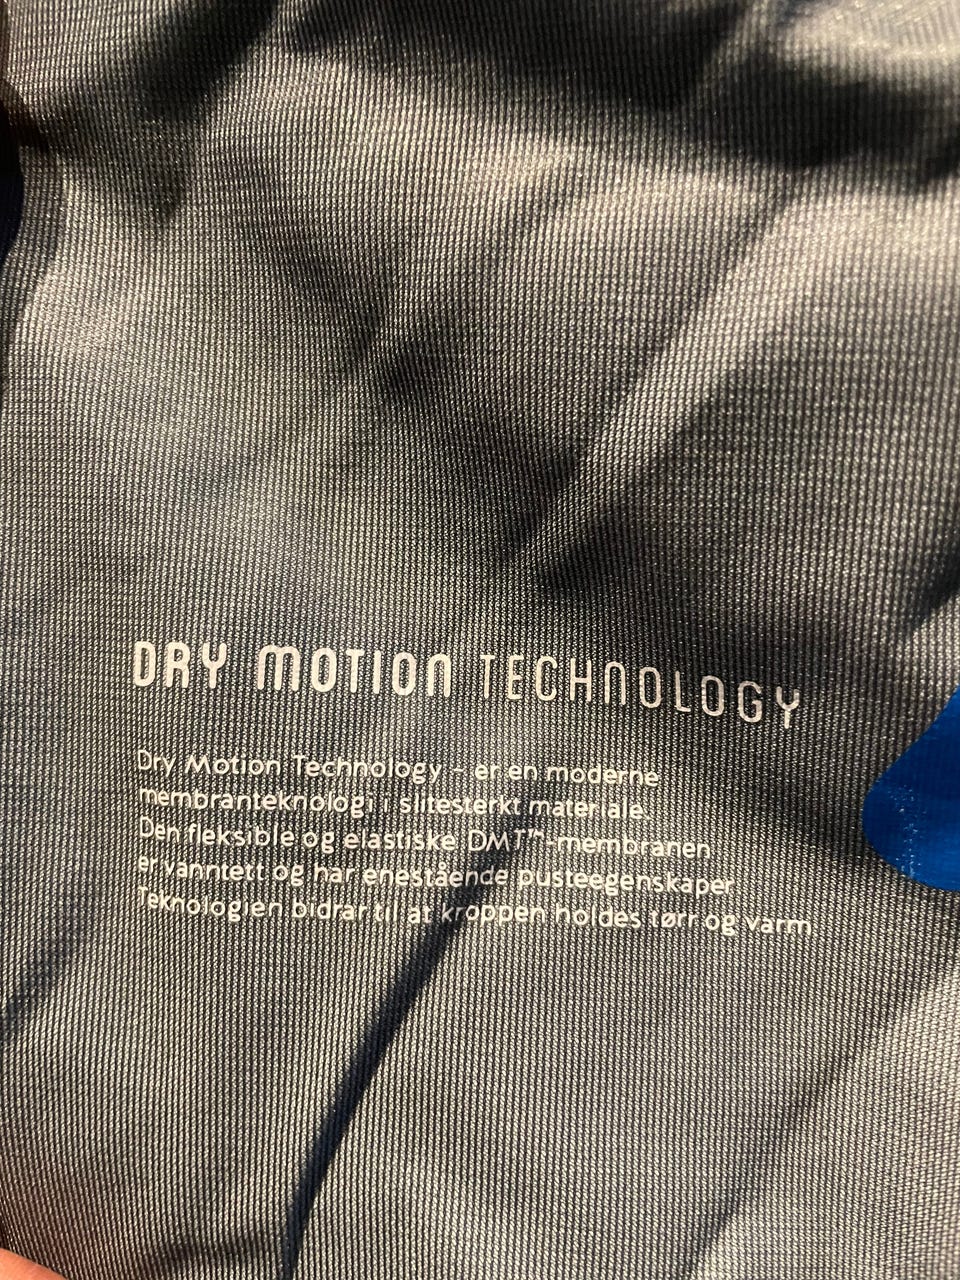 DRY MOTION TECHNOLOGY
Dry Motion Technology - er en moderne
membranteknologi i slitesterkt materiale.
Den fleksible og elastiske DMT™-membranen
er vanntett og har enestående pusteegenskaper
Teknologien bidrar til at kroppen holdes tørr og varm